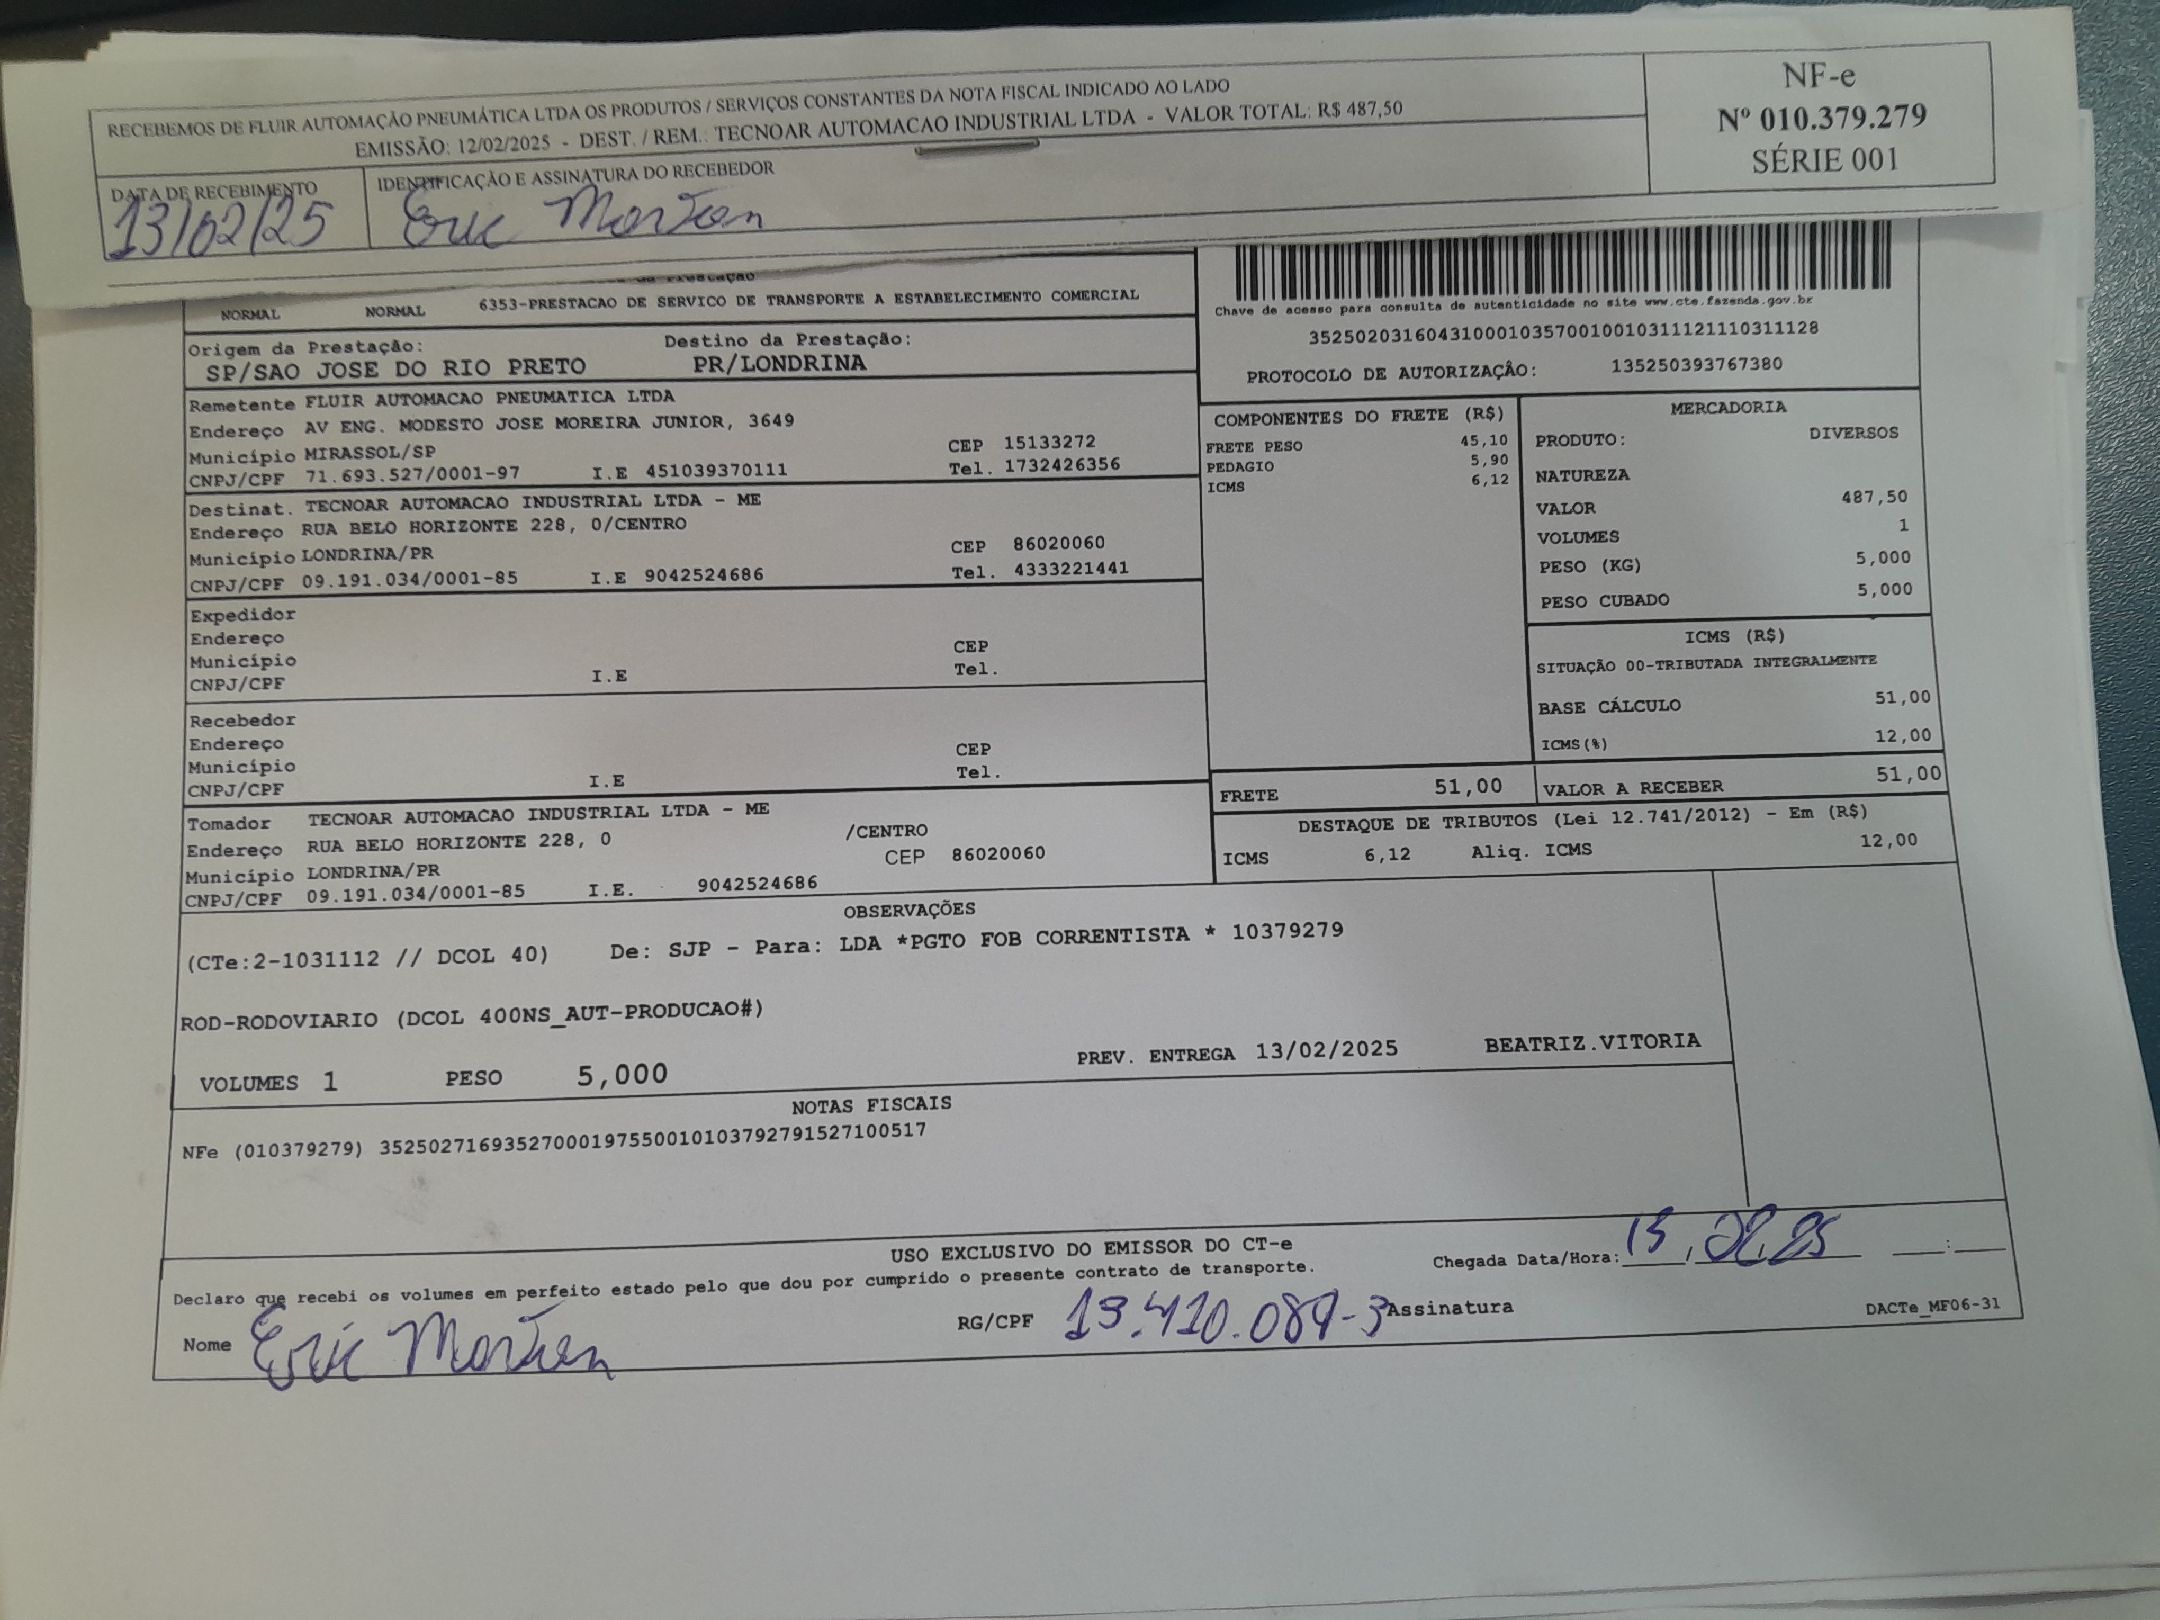 RECEBEMOS DE FLUIR AUTOMAÇÃO PNEUMÁTICA LTDA OS PRODUTOS / SERVIÇOS CONSTANTES DA NOTA FISCAL INDICADO AO LADO
EMISSÃO: 12/02/2025 - DEST. / REM.: TECNOAR AUTOMACAO INDUSTRIAL LTDA - VALOR TOTAL: R$ 487,50
NF-e
Nº 010.379.279
SÉRIE 001
DATA DE RECEBIMENTO
13/02/25
IDENTIFICAÇÃO E ASSINATURA DO RECEBEDOR
Eric
NORMAL NORMAL 6353-PRESTACAO DE SERVICO DE TRANSPORTE A ESTABELECIMENTO COMERCIAL
Origem da Prestação: Destino da Prestação:
SP/SAO JOSE DO RIO PRETO PR/LONDRINA
Chave de acesso para consulta de autenticidade no site www.cte.fazenda.gov.br
35250203160431000103570010010311121110311128
PROTOCOLO DE AUTORIZAÇÃO: 135250393767380
Remetente FLUIR AUTOMACAO PNEUMATICA LTDA
Endereço AV ENG. MODESTO JOSE MOREIRA JUNIOR, 3649
Município MIRASSOL/SP CEP 15133272
CNPJ/CPF 71.693.527/0001-97 I.E 451039370111 Tel. 1732426356
Destinat. TECNOAR AUTOMACAO INDUSTRIAL LTDA - ME
Endereço RUA BELO HORIZONTE 228, 0/CENTRO
Município LONDRINA/PR CEP 86020060
CNPJ/CPF 09.191.034/0001-85 I.E 9042524686 Tel. 4333221441
Expedidor
Endereço
Município CEP
CNPJ/CPF I.E Tel.
Recebedor
Endereço
Município CEP
CNPJ/CPF I.E Tel.
Tomador TECNOAR AUTOMACAO INDUSTRIAL LTDA - ME
Endereço RUA BELO HORIZONTE 228, 0 /CENTRO
Município LONDRINA/PR CEP 86020060
CNPJ/CPF 09.191.034/0001-85 I.E. 9042524686
COMPONENTES DO FRETE (R$)
FRETE PESO 45,10
PEDAGIO 5,90
ICMS 6,12
MERCADORIA
PRODUTO: DIVERSOS
NATUREZA
VALOR 487,50
VOLUMES 1
PESO (KG) 5,000
PESO CUBADO 5,000
ICMS (R$)
SITUAÇÃO 00-TRIBUTADA INTEGRALMENTE
BASE CÁLCULO 51,00
ICMS(%) 12,00
FRETE 51,00 VALOR A RECEBER 51,00
DESTAQUE DE TRIBUTOS (Lei 12.741/2012) - Em (R$)
ICMS 6,12 Aliq. ICMS 12,00
OBSERVAÇÕES
(CTe:2-1031112 // DCOL 40) De: SJP - Para: LDA *PGTO FOB CORRENTISTA * 10379279
ROD-RODOVIARIO (DCOL 400NS_AUT-PRODUCAO#)
VOLUMES 1 PESO 5,000 PREV. ENTREGA 13/02/2025 BEATRIZ.VITORIA
NOTAS FISCAIS
NFe (010379279) 35250271693527000197550010103792791527100517
USO EXCLUSIVO DO EMISSOR DO CT-e
Declaro que recebi os volumes em perfeito estado pelo que dou por cumprido o presente contrato de transporte.
Chegada Data/Hora:
Nome Eric RG/CPF Assinatura
DACTe_MF06-31